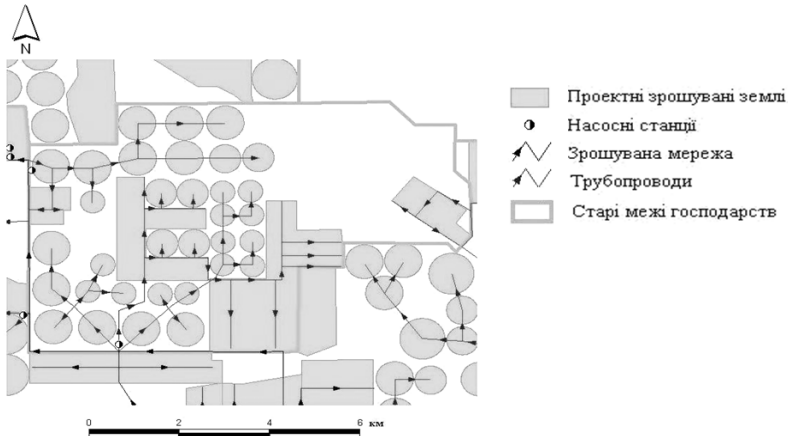 N
Проектні зрошувані землі
Насосні станції
Зрошувана мережа
Трубопроводи
Старі межі господарств
0 2 4 6 км